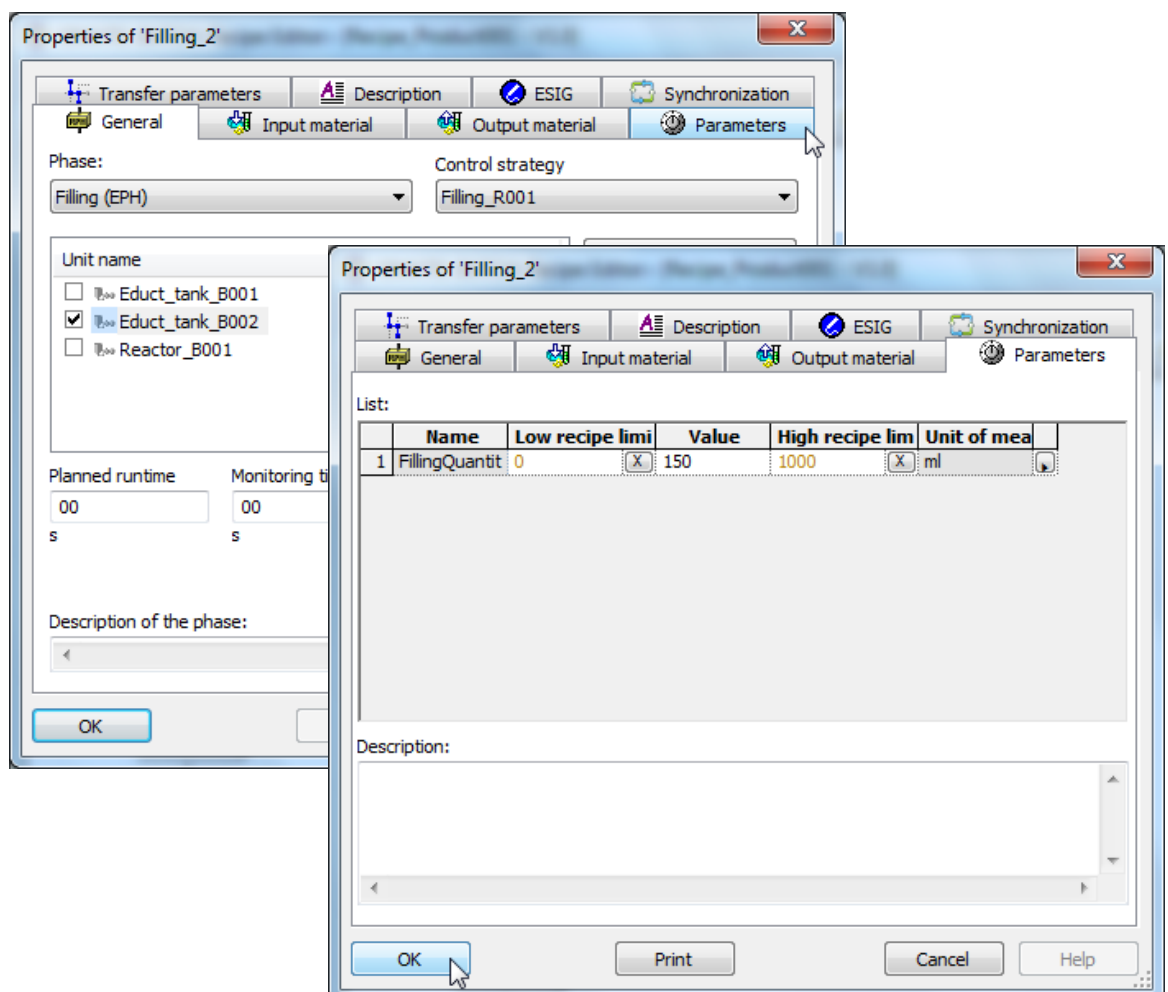 Properties of 'Filling_2'
Transfer parameters Description ESIG Synchronization
General Input material Output material Parameters
Phase: Control strategy
Filling (EPH) Filling_R001
Unit name
Educt_tank_B001
Educt_tank_B002
Reactor_B001
Planned runtime Monitoring ti
00 00
s s
Description of the phase:
OK
Properties of 'Filling_2'
Transfer parameters Description ESIG Synchronization
General Input material Output material Parameters
List:
Name Low recipe limi Value High recipe lim Unit of mea
1 FillingQuantit 0 X 150 1000 X ml
Description:
OK Print Cancel Help